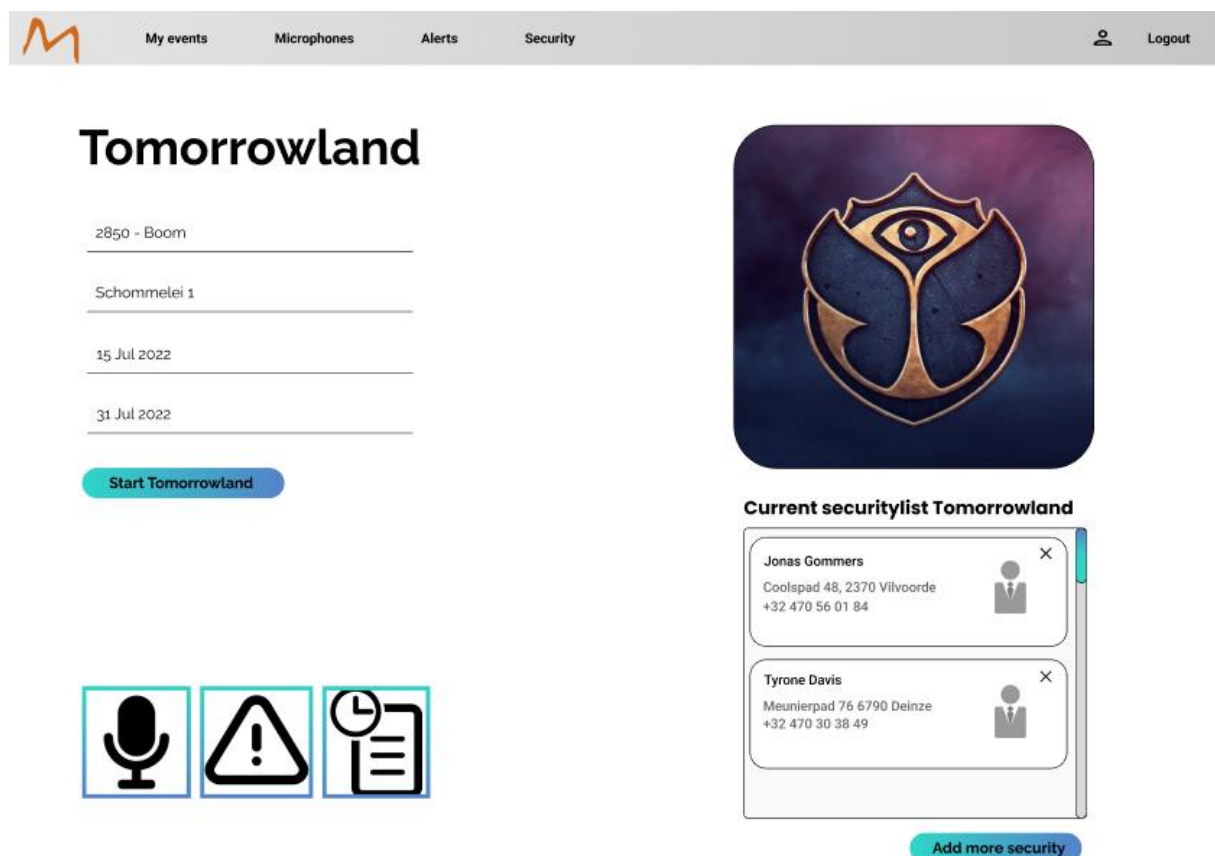 My events
Microphones
Alerts
Security
Logout
Tomorrowland
2850 - Boom
Schommelei 1
15 Jul 2022
31 Jul 2022
Start Tomorrowland
Current securitylist Tomorrowland
Jonas Gommers
Coolspad 48, 2370 Vilvoorde
+32 470 56 01 84
Tyrone Davis
Meunierpad 76 6790 Deinze
+32 470 30 38 49
Add more security